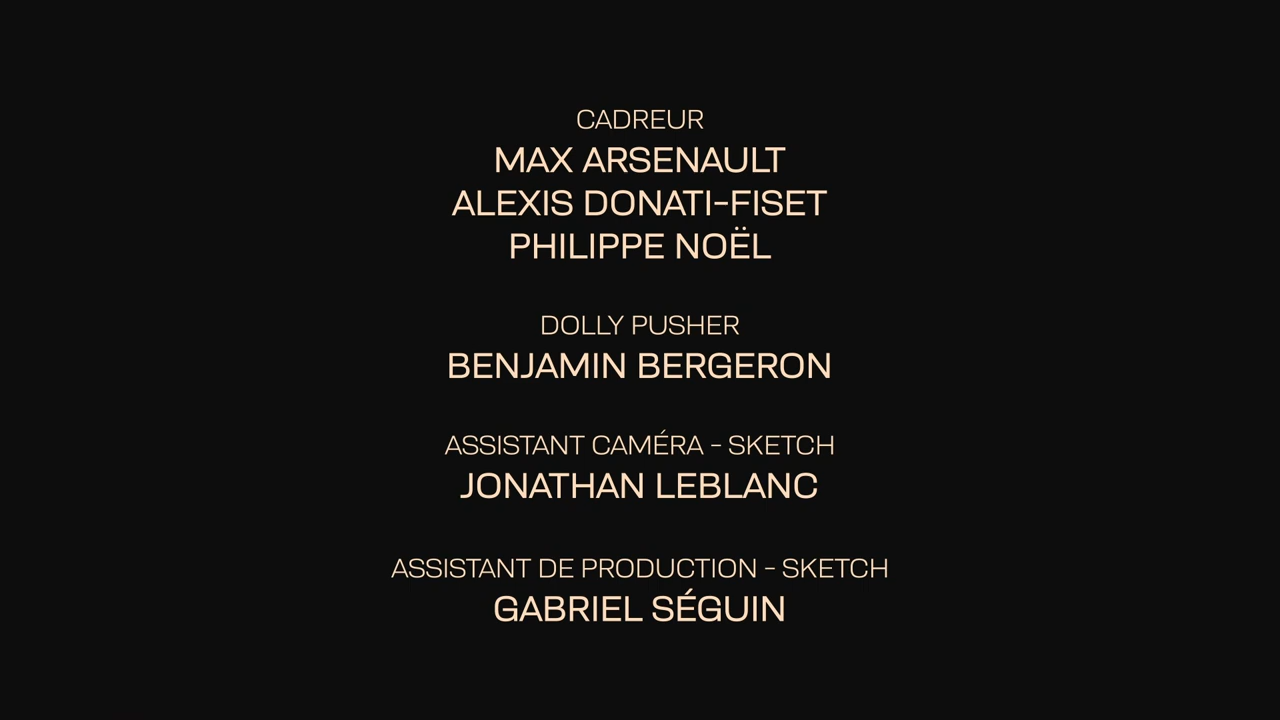 CADREUR
MAX ARSENAULT
ALEXIS DONATI-FISET
PHILIPPE NOËL
DOLLY PUSHER
BENJAMIN BERGERON
ASSISTANT CAMÉRA - SKETCH
JONATHAN LEBLANC
ASSISTANT DE PRODUCTION - SKETCH
GABRIEL SÉGUIN